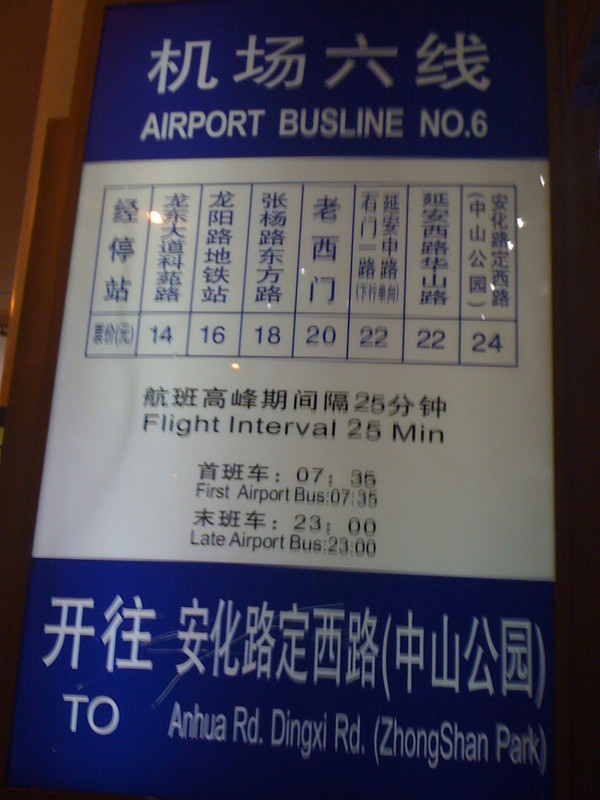 机场六线
AIRPORT BUSLINE NO.6
经停站 龙东大道科苑路 龙阳路地铁站 张杨路东方路 老西门 延安中路石门一路(下行单向) 延安西路华山路 安化路定西路(中山公园)
票价(元) 14 16 18 20 22 22 24
航班高峰期间隔25分钟
Flight Interval 25 Min
首班车：07：35
First Airport Bus:07:35
末班车：23：00
Late Airport Bus:23:00
开往 安化路定西路(中山公园)
TO Anhua Rd. Dingxi Rd. (ZhongShan Park)